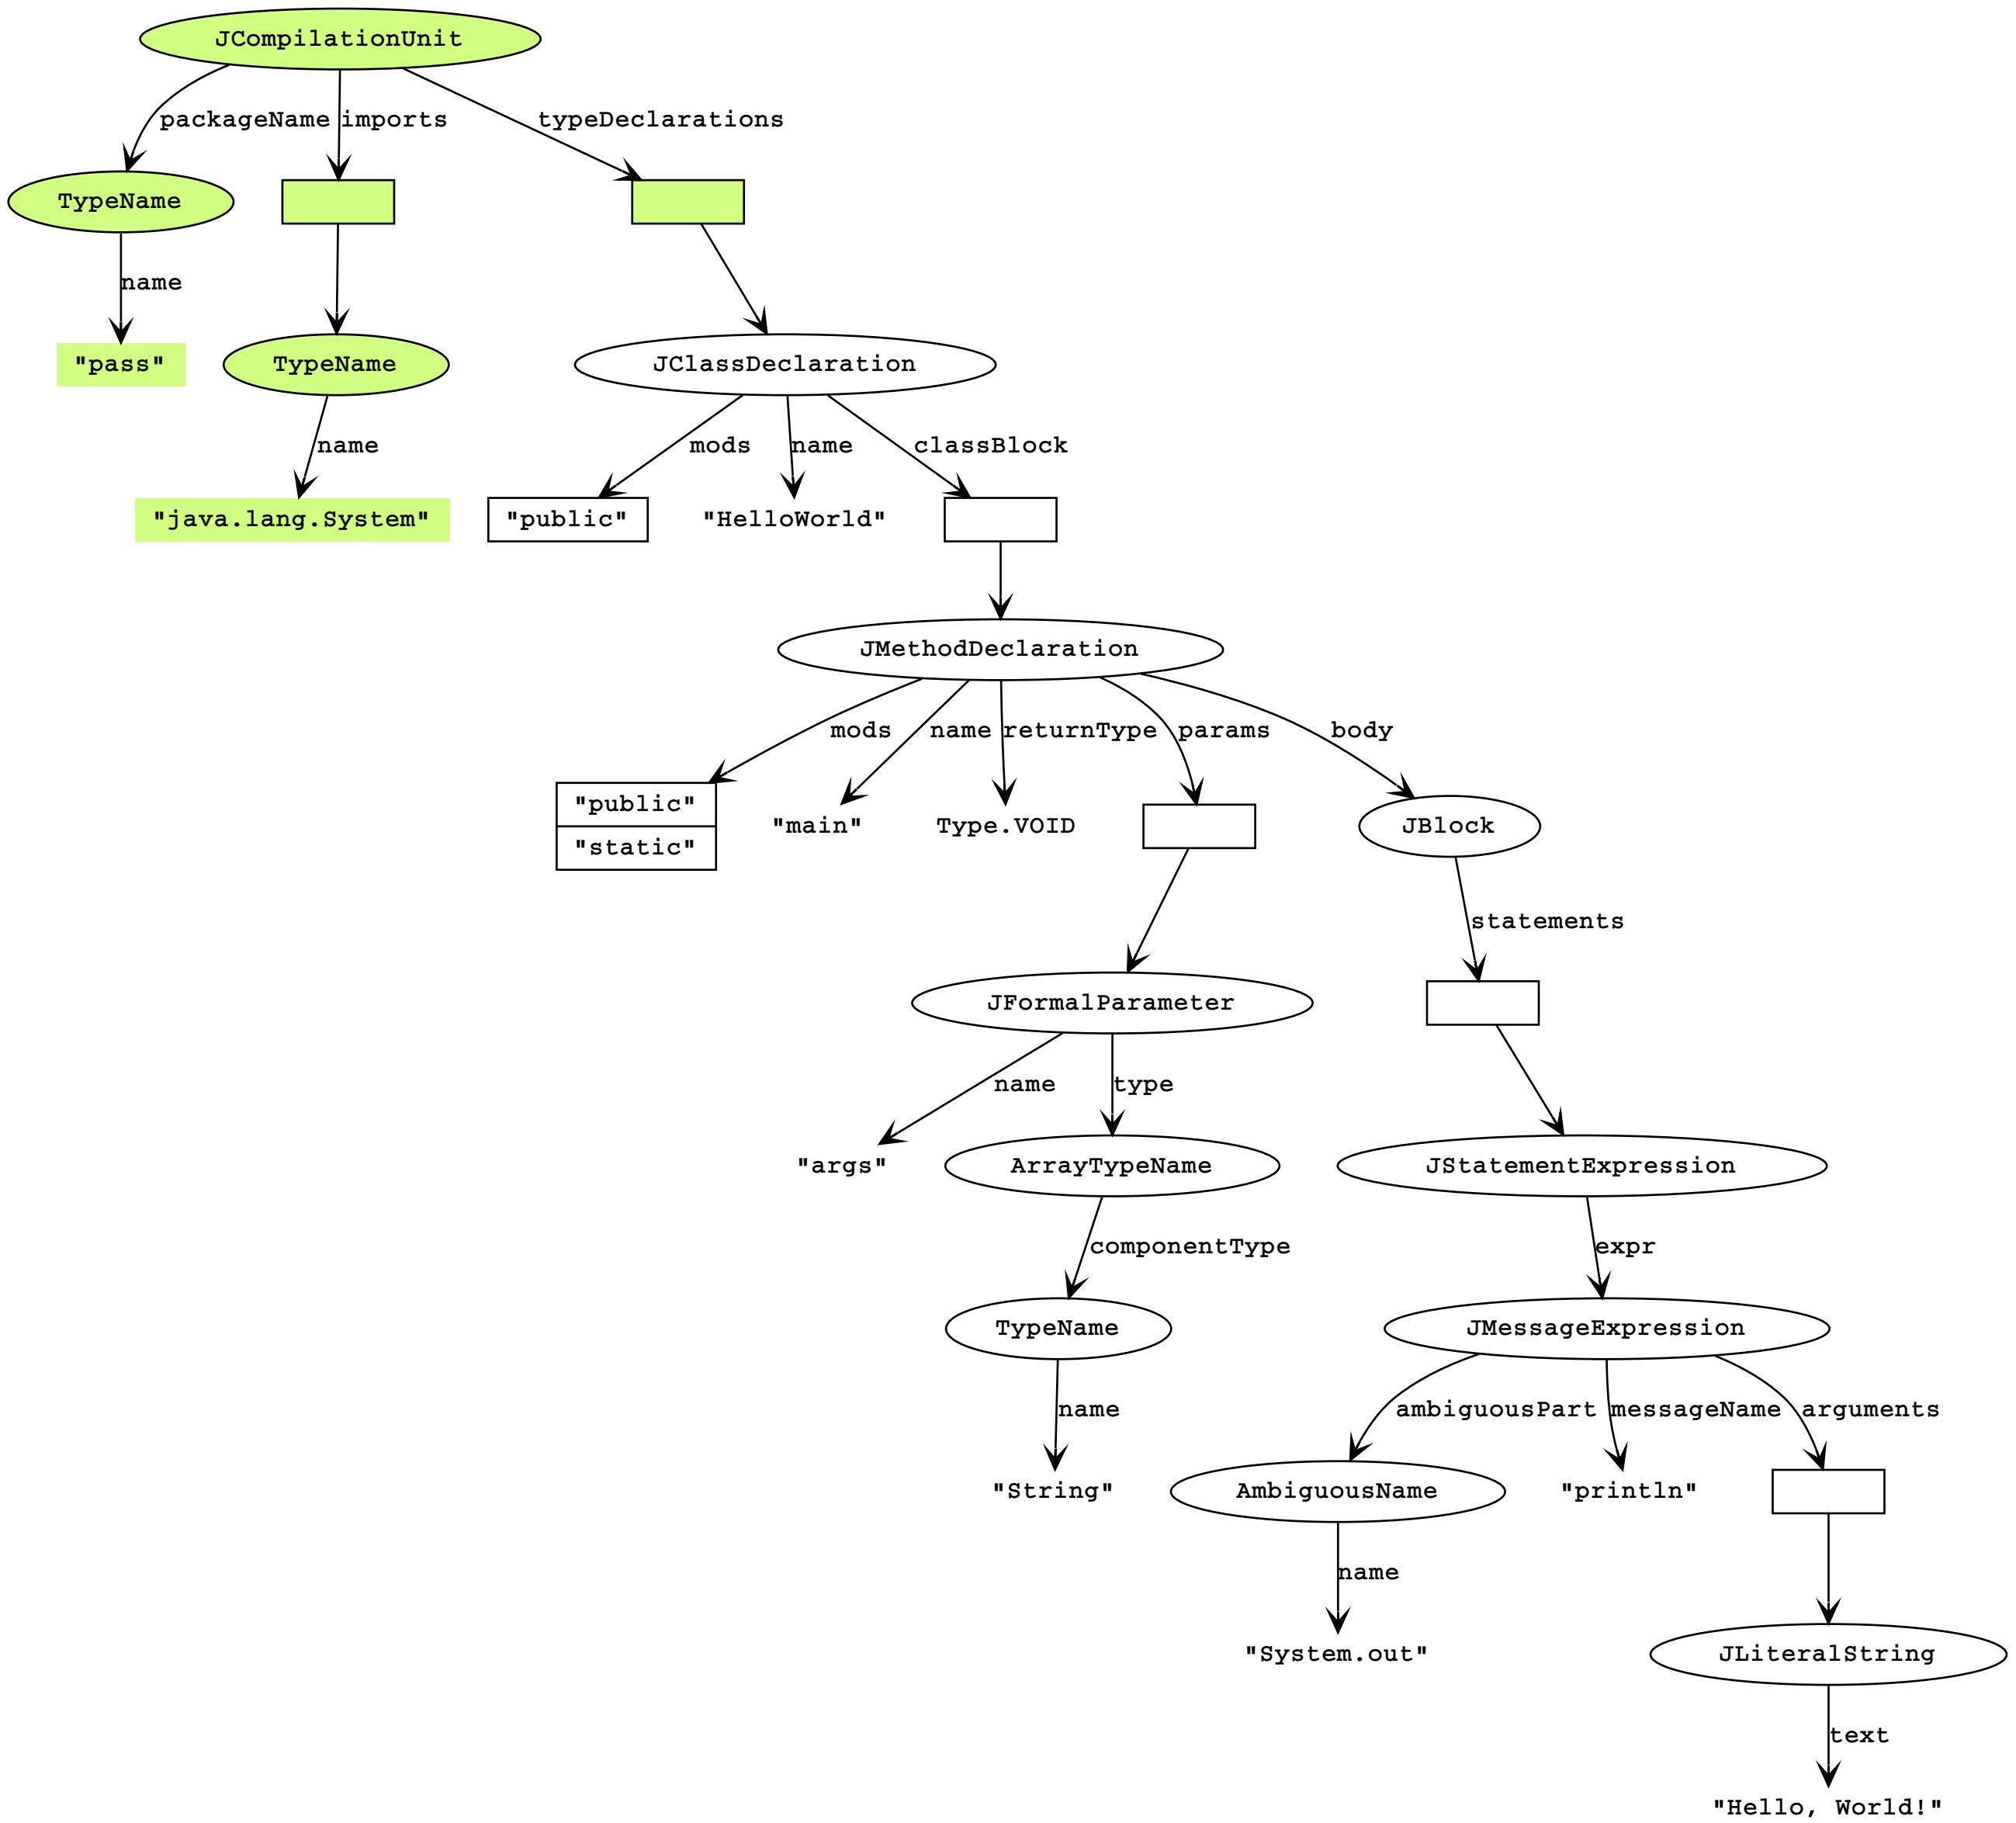 JCompilationUnit
packageName imports typeDeclarations
TypeName
name
"pass" TypeName JClassDeclaration
name mods name classBlock
"java.lang.System" "public" "HelloWorld"
JMethodDeclaration
mods name returnType params body
"public"
"static" "main" Type.VOID JBlock
statements
JFormalParameter
name type
"args" ArrayTypeName JStatementExpression
componentType expr
TypeName JMessageExpression
name ambiguousPart messageName arguments
"String" AmbiguousName "println"
name
"System.out" JLiteralString
text
"Hello, World!"